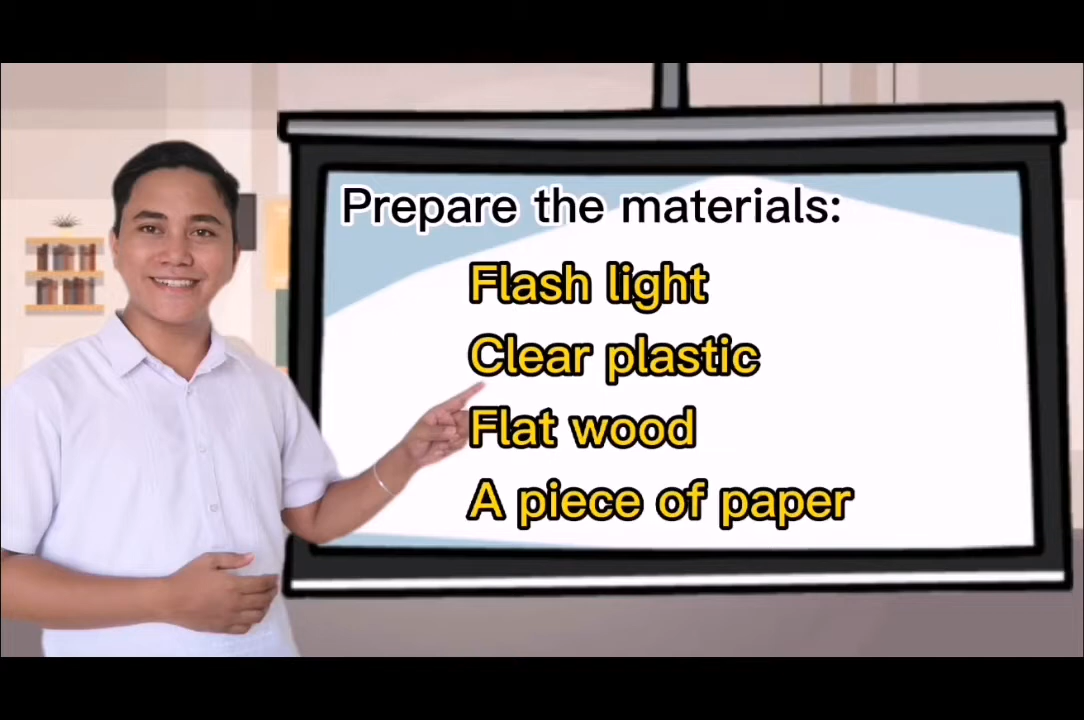 Prepare the materials:
Flash light
Clear plastic
Flat wood
A piece of paper